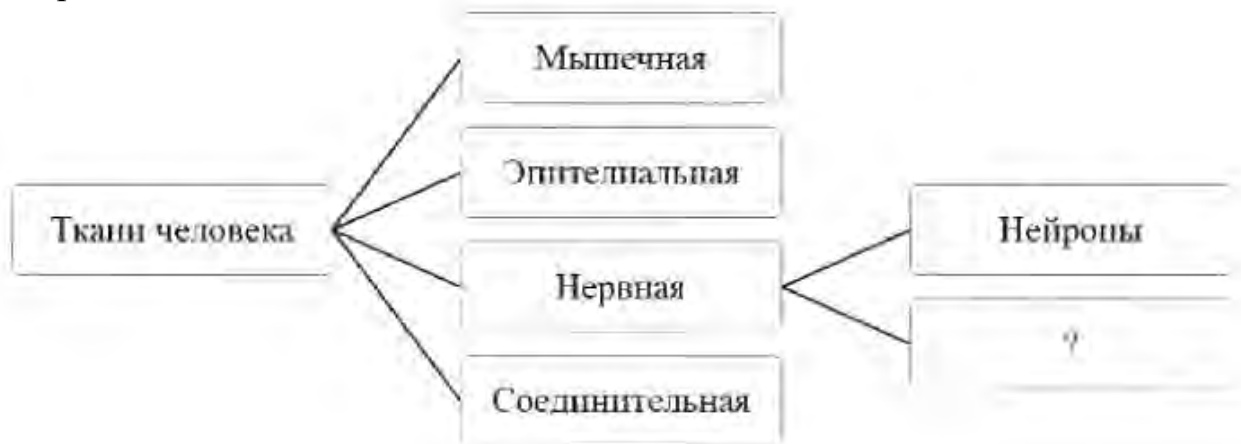 Мышечная
Эпителиальная
Ткани человека
Нейроны
Нервная
?
Соединительная